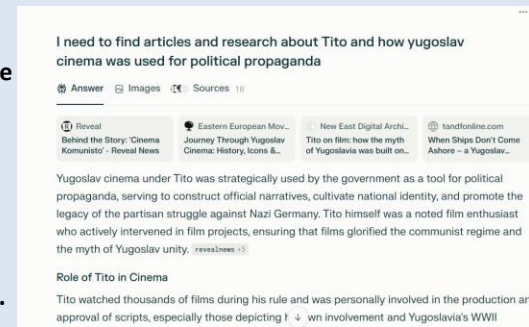 I need to find articles and research about Tito and how yugoslav
cinema was used for political propaganda
Answer Images Sources 10
Reveal
Behind the Story: 'Cinema
Komunisto' - Reveal News
Eastern European Mov...
Journey Through Yugoslav
Cinema: History, Icons &...
New East Digital Archi...
Tito on film: how the myth
of Yugoslavia was built on...
tandfonline.com
When Ships Don't Come
Ashore – a Yugoslav...
Yugoslav cinema under Tito was strategically used by the government as a tool for political
propaganda, serving to construct official narratives, cultivate national identity, and promote the
legacy of the partisan struggle against Nazi Germany. Tito himself was a noted film enthusiast
who actively intervened in film projects, ensuring that films glorified the communist regime and
the myth of Yugoslav unity. revealnews +3
Role of Tito in Cinema
Tito watched thousands of films during his rule and was personally involved in the production
approval of scripts, especially those depicting own involvement and Yugoslavia's WWII